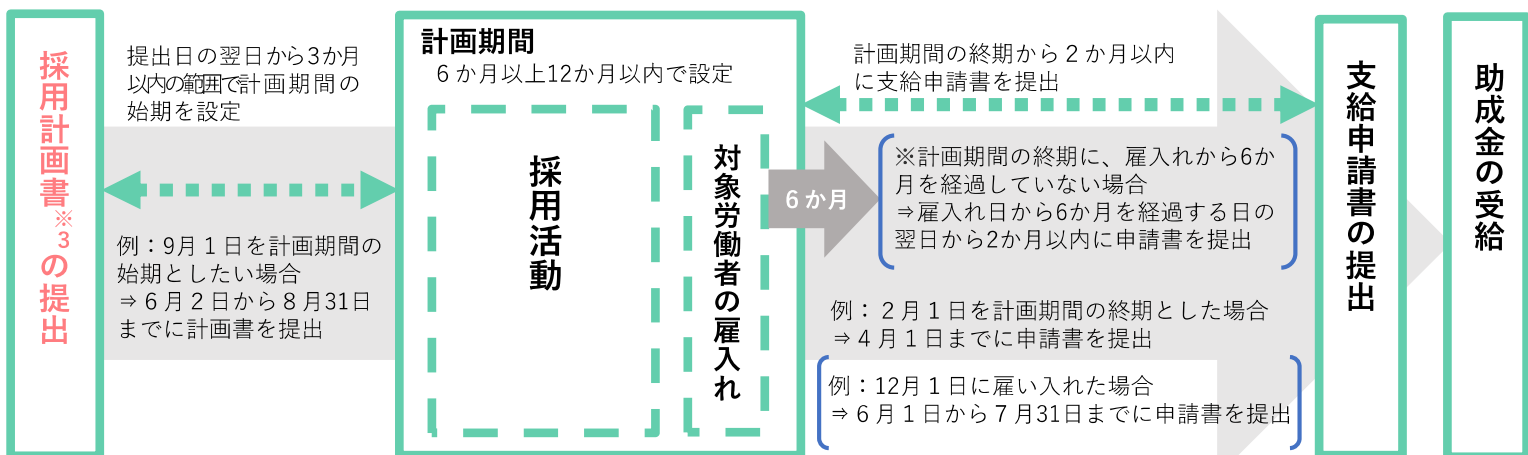 採用計画書※3の提出
提出日の翌日から3か月
以内の範囲で計画期間の
始期を設定
例：9月１日を計画期間の
始期としたい場合
⇒６月２日から８月31日
までに計画書を提出
計画期間
６か月以上12か月以内で設定
採用活動
対象労働者の雇入れ
６か月
計画期間の終期から２か月以内
に支給申請書を提出
※計画期間の終期に、雇入れから6か
月を経過していない場合
⇒雇入れ日から6か月を経過する日の
翌日から2か月以内に申請書を提出
例：２月１日を計画期間の終期とした場合
⇒４月１日までに申請書を提出
例：12月１日に雇い入れた場合
⇒６月１日から７月31日までに申請書を提出
支給申請書の提出
助成金の受給